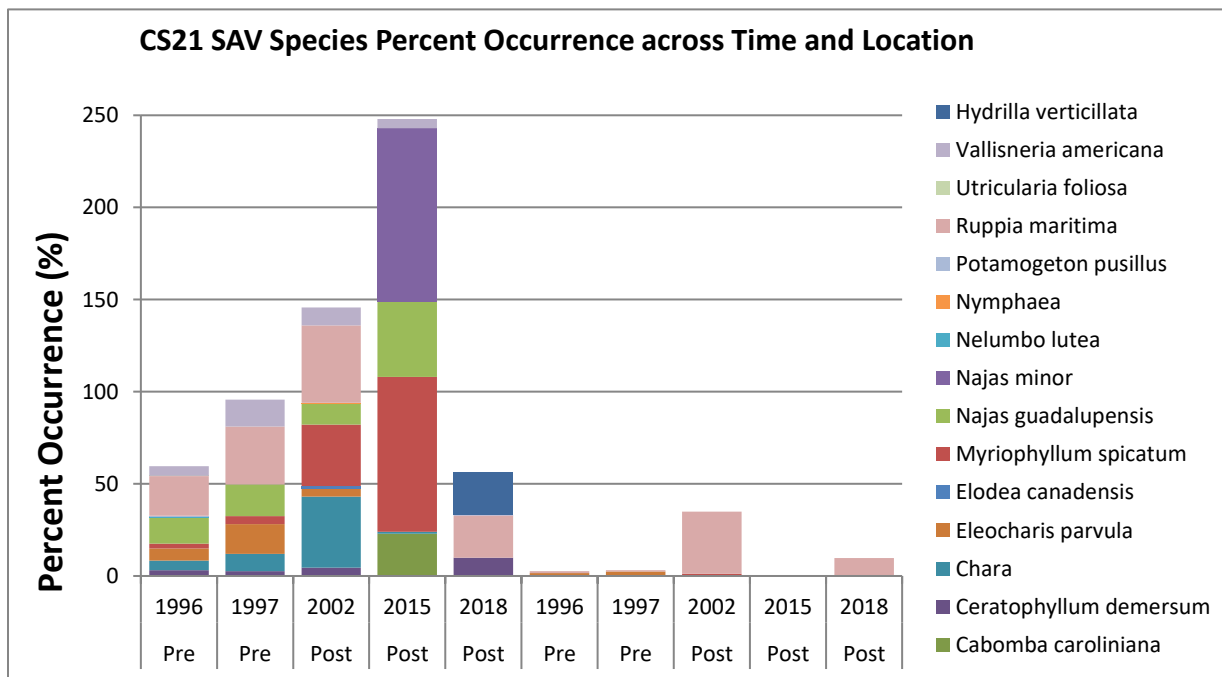 CS21 SAV Species Percent Occurrence across Time and Location
Percent Occurrence (%)
250
200
150
100
50
0
1996 1997 2002 2015 2018 1996 1997 2002 2015 2018
Pre Pre Post Post Post Pre Pre Post Post Post
Hydrilla verticillata
Vallisneria americana
Utricularia foliosa
Ruppia maritima
Potamogeton pusillus
Nymphaea
Nelumbo lutea
Najas minor
Najas guadalupensis
Myriophyllum spicatum
Elodea canadensis
Eleocharis parvula
Chara
Ceratophyllum demersum
Cabomba caroliniana